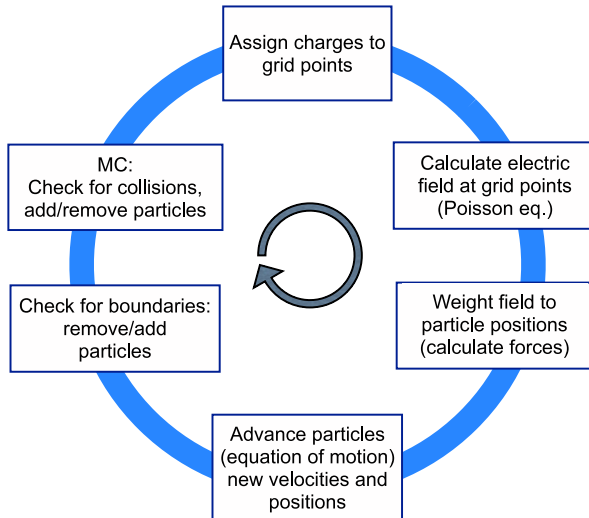 Assign charges to
grid points
Calculate electric
field at grid points
(Poisson eq.)
Weight field to
particle positions
(calculate forces)
Advance particles
(equation of motion)
new velocities and
positions
Check for boundaries:
remove/add
particles
MC:
Check for collisions,
add/remove particles